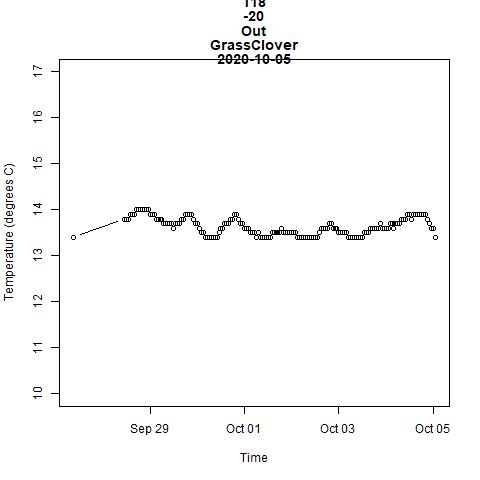 T18
-20
Out
GrassClover
2020-10-05
Temperature (degrees C)
17
16
15
14
13
12
11
10
Sep 29
Oct 01
Oct 03
Oct 05
Time